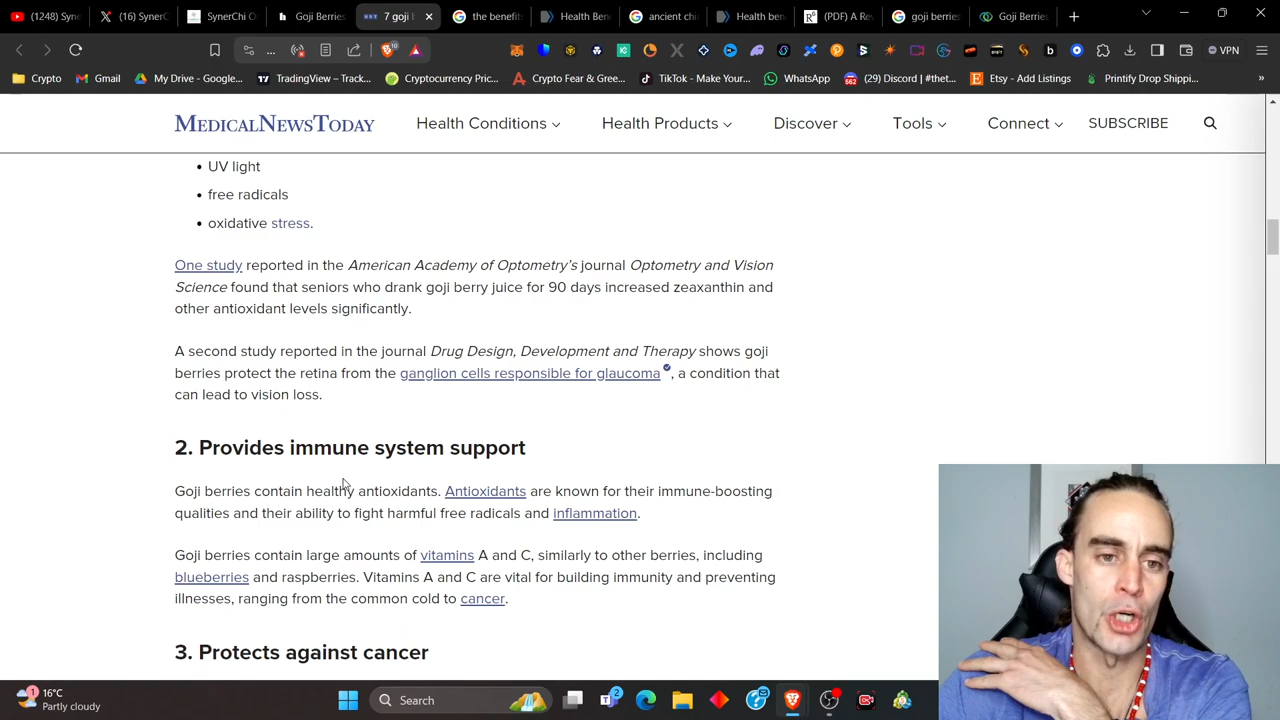 (1248) Syne
(16) SynerC
SynerChi O
Goji Berries
7 goji b
the benefit
Health Ben
ancient chi
Health ben
(PDF) A Re
goji berries
Goji Berries
10
VPN
Crypto
Gmail
My Drive - Google...
TradingView – Track...
Cryptocurrency Pric...
Crypto Fear & Gree...
TikTok - Make Your...
WhatsApp
(29) Discord | #thet...
Etsy - Add Listings
Printify Drop Shippi...
MEDICALNEWSTODAY
Health Conditions
Health Products
Discover
Tools
Connect
SUBSCRIBE
• UV light
• free radicals
• oxidative stress.
One study reported in the American Academy of Optometry's journal Optometry and Vision
Science found that seniors who drank goji berry juice for 90 days increased zeaxanthin and
other antioxidant levels significantly.
A second study reported in the journal Drug Design, Development and Therapy shows goji
berries protect the retina from the ganglion cells responsible for glaucoma, a condition that
can lead to vision loss.
2. Provides immune system support
Goji berries contain healthy antioxidants. Antioxidants are known for their immune-boosting
qualities and their ability to fight harmful free radicals and inflammation.
Goji berries contain large amounts of vitamins A and C, similarly to other berries, including
blueberries and raspberries. Vitamins A and C are vital for building immunity and preventing
illnesses, ranging from the common cold to cancer.
3. Protects against cancer
1
16°C
Partly cloudy
Search
2